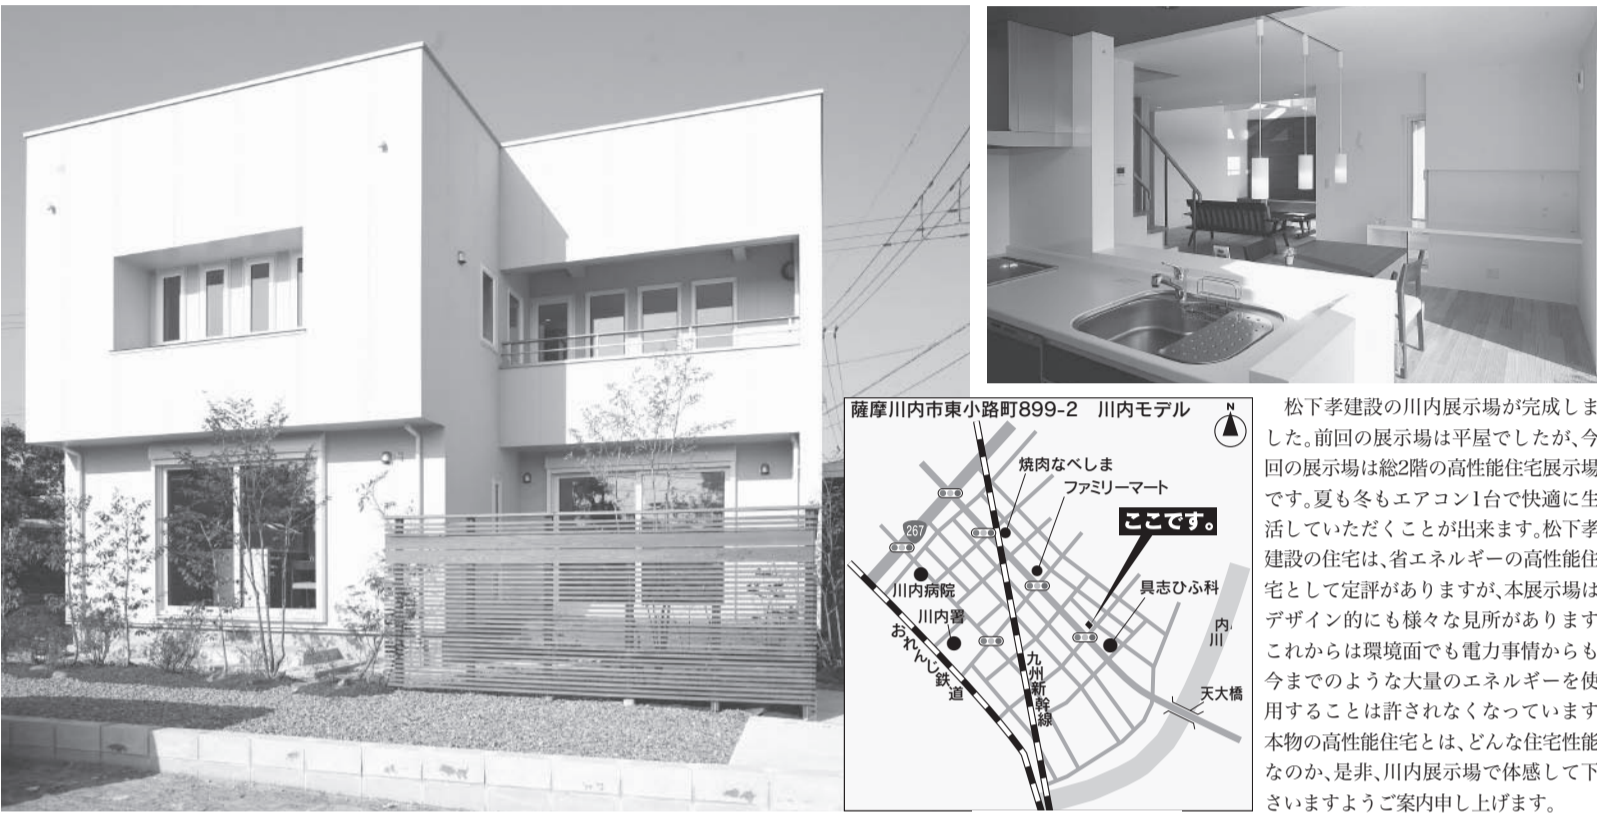 薩摩川内市東小路町899-2　川内モデル
N
焼肉なべしま
ファミリーマート
ここです。
267
川内病院
具志ひふ科
川内署
おれんじ鉄道
九州新幹線
内川
天大橋
松下孝建設の川内展示場が完成しま
した。前回の展示場は平屋でしたが、今
回の展示場は総2階の高性能住宅展示場
です。夏も冬もエアコン1台で快適に生
活していただくことが出来ます。松下孝
建設の住宅は、省エネルギーの高性能住
宅として定評がありますが、本展示場は
デザイン的にも様々な見所があります
これからは環境面でも電力事情からも
今までのような大量のエネルギーを使
用することは許されなくなっています
本物の高性能住宅とは、どんな住宅性能
なのか、是非、川内展示場で体感して下
さいますようご案内申し上げます。